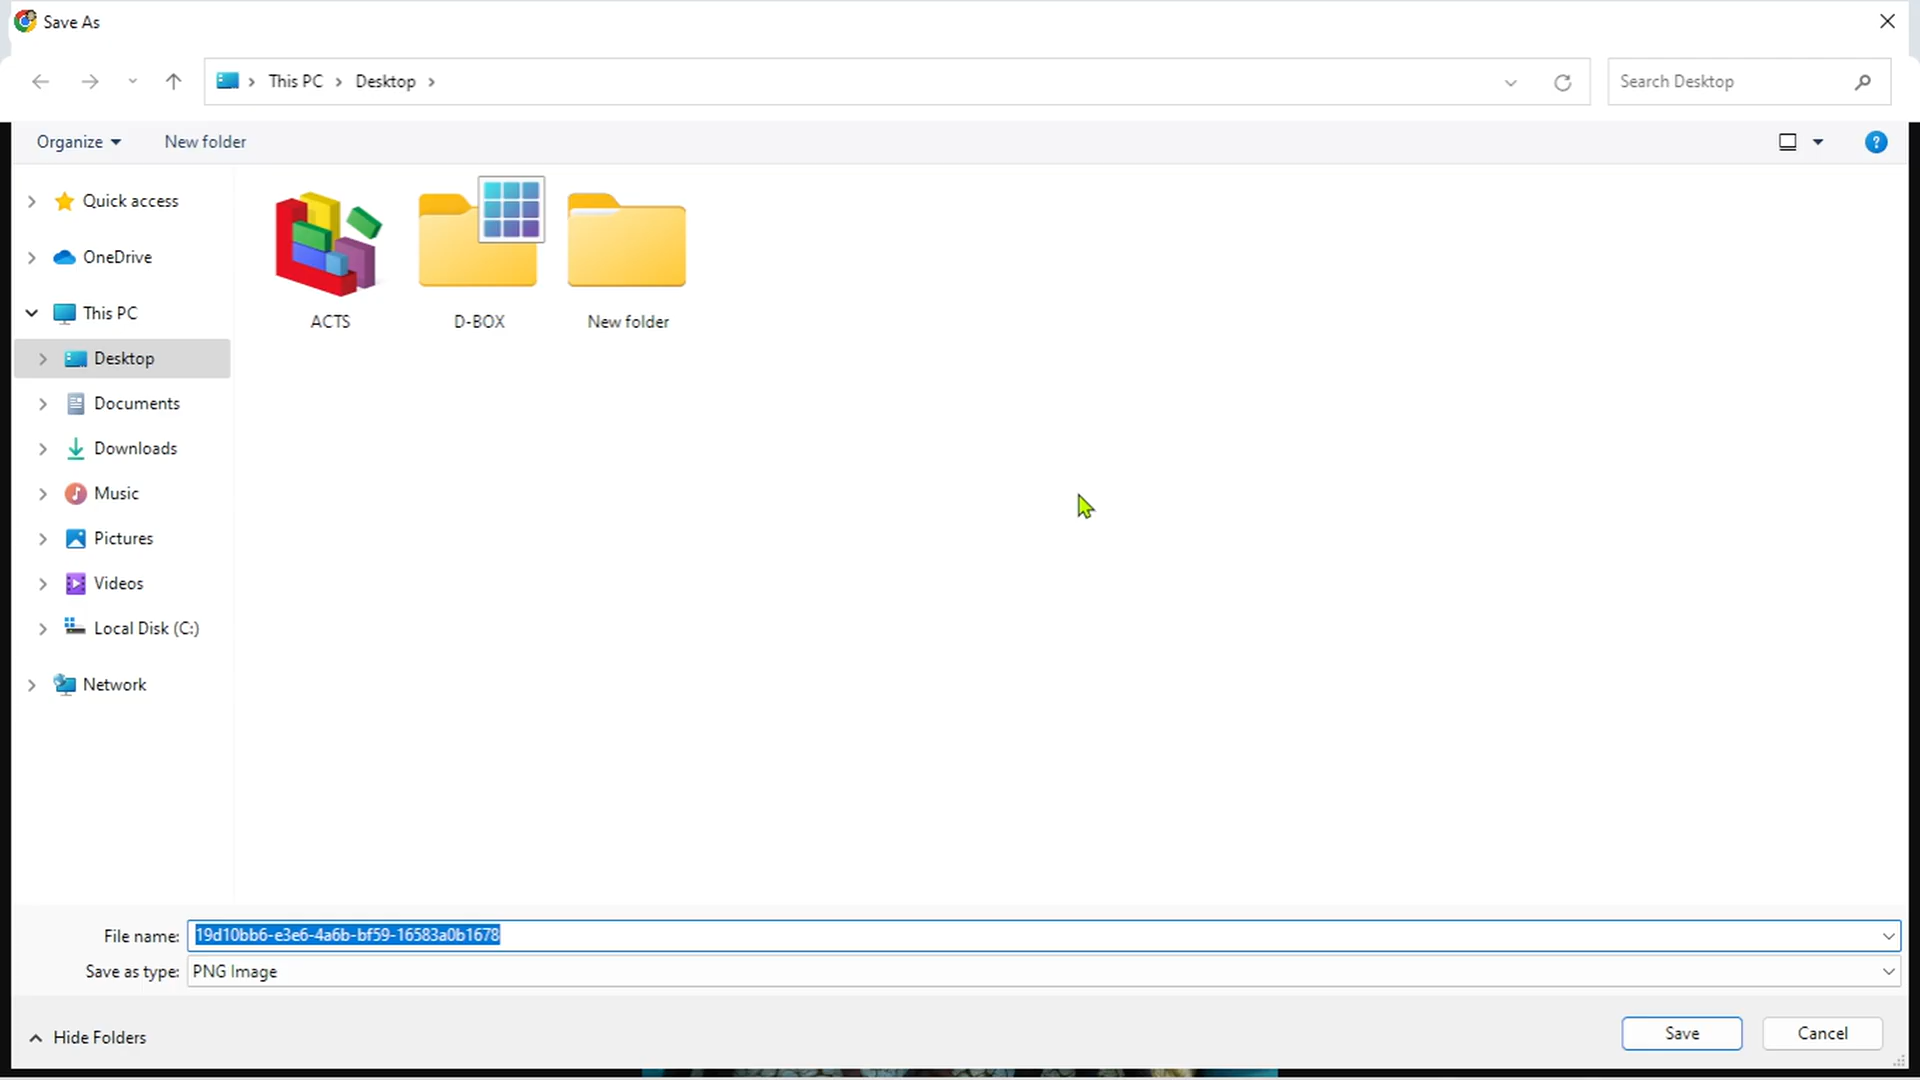 Save As
This PC
Desktop
Search Desktop
Organize
New folder
?
Quick access
OneDrive
This PC
Desktop
Documents
Downloads
Music
Pictures
Videos
Local Disk (C:)
Network
ACTS
D-BOX
New folder
File name: 19d10bb6-e3e6-4a6b-bf59-16583a0b1678
Save as type: PNG Image
Hide Folders
Save
Cancel